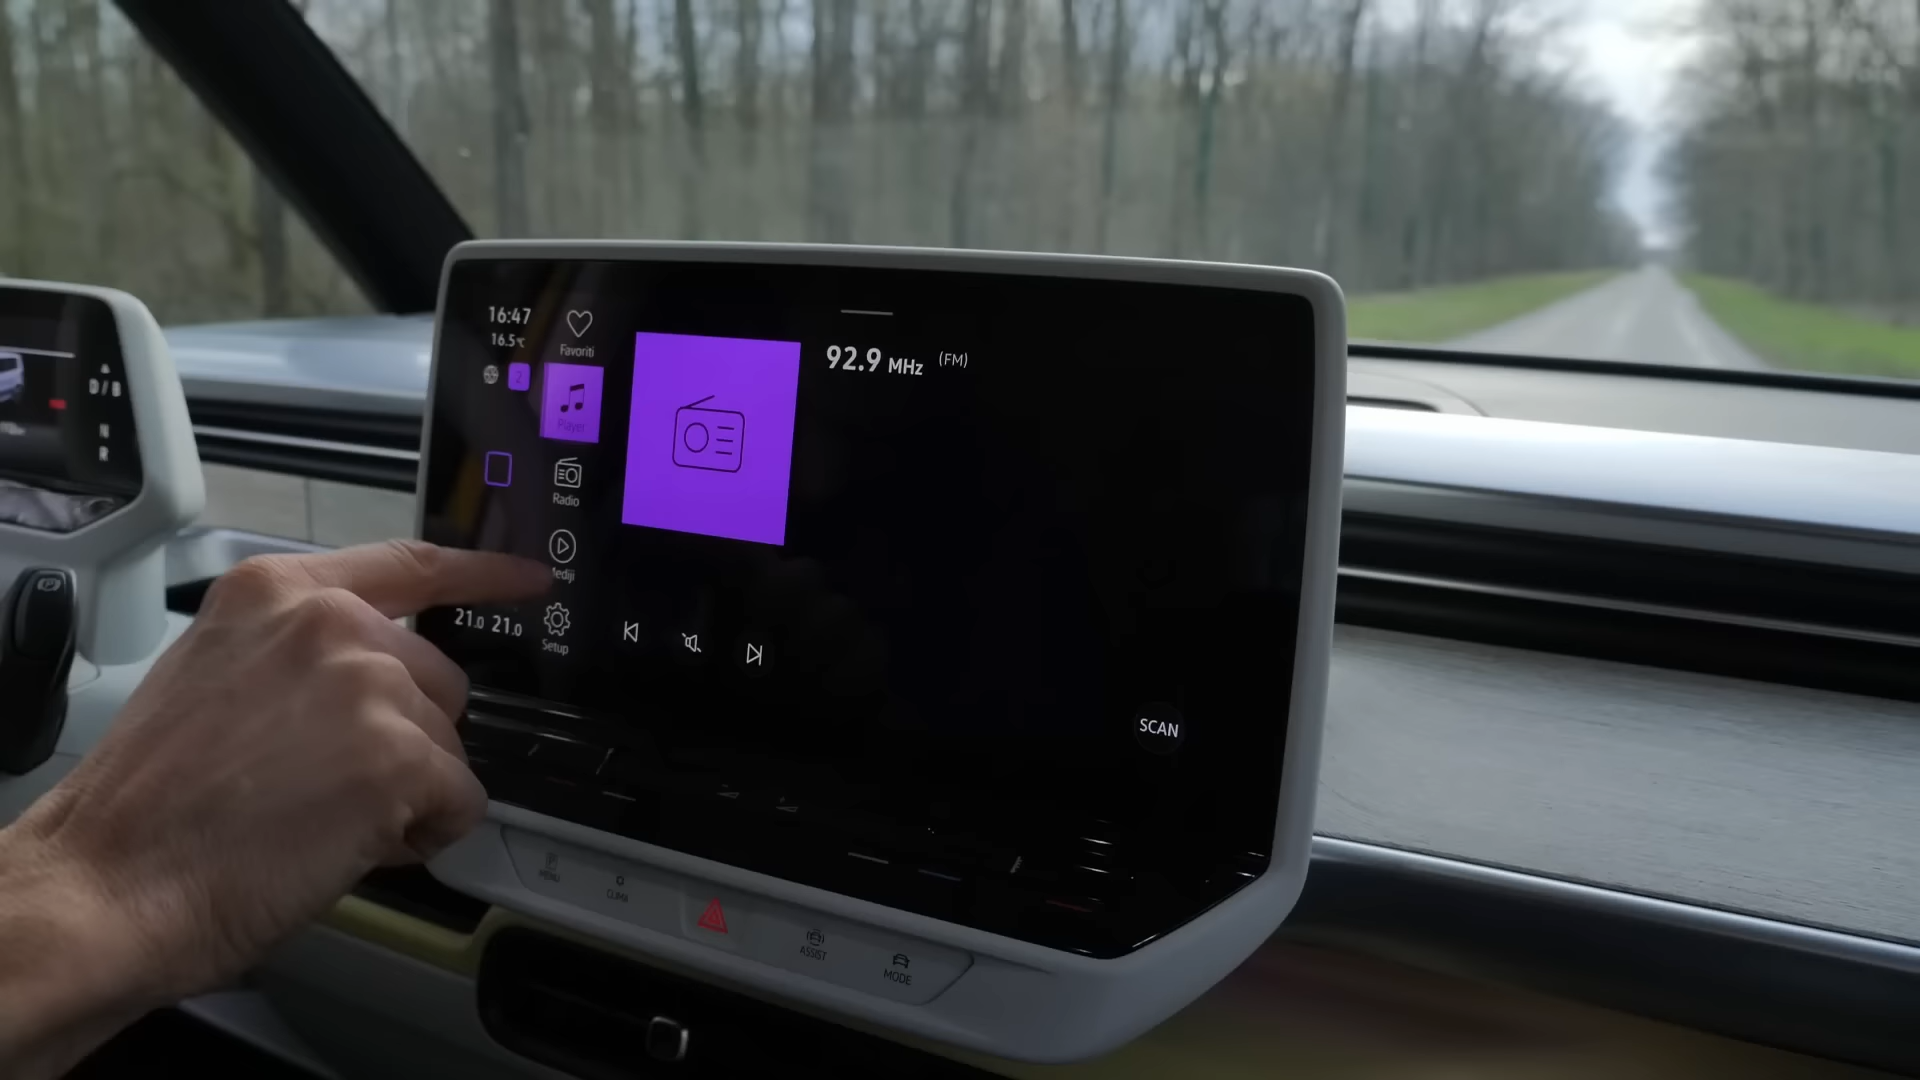 D / B
N
R
16:47
16.5°C
2
Favoriti
Player
Radio
Mediji
Setup
92.9 MHz (FM)
21.0 21.0
SCAN
MENU
CLIMA
ASSIST
MODE
P